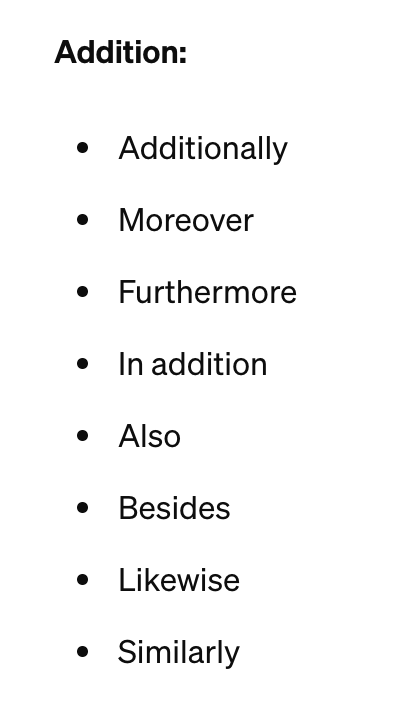 Addition:
• Additionally
• Moreover
• Furthermore
• In addition
• Also
• Besides
• Likewise
• Similarly